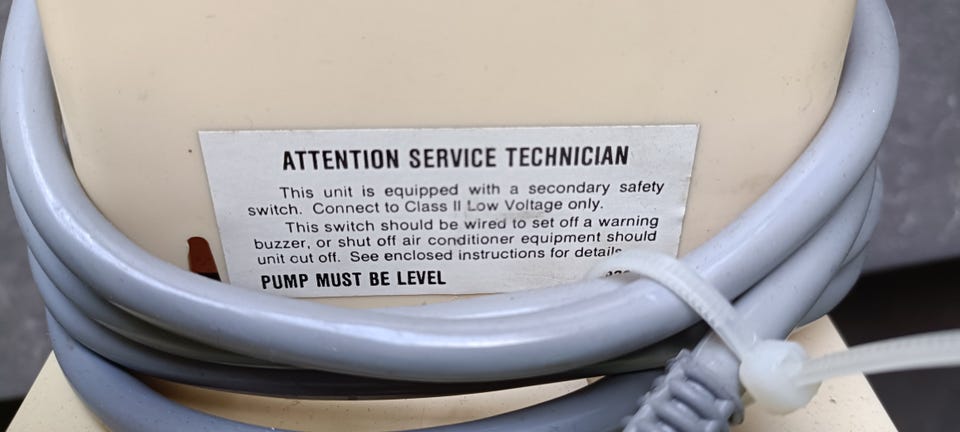 ATTENTION SERVICE TECHNICIAN
This unit is equipped with a secondary safety
switch. Connect to Class II Low Voltage only.
This switch should be wired to set off a warning
buzzer, or shut off air conditioner equipment should
unit cut off. See enclosed instructions for details
PUMP MUST BE LEVEL